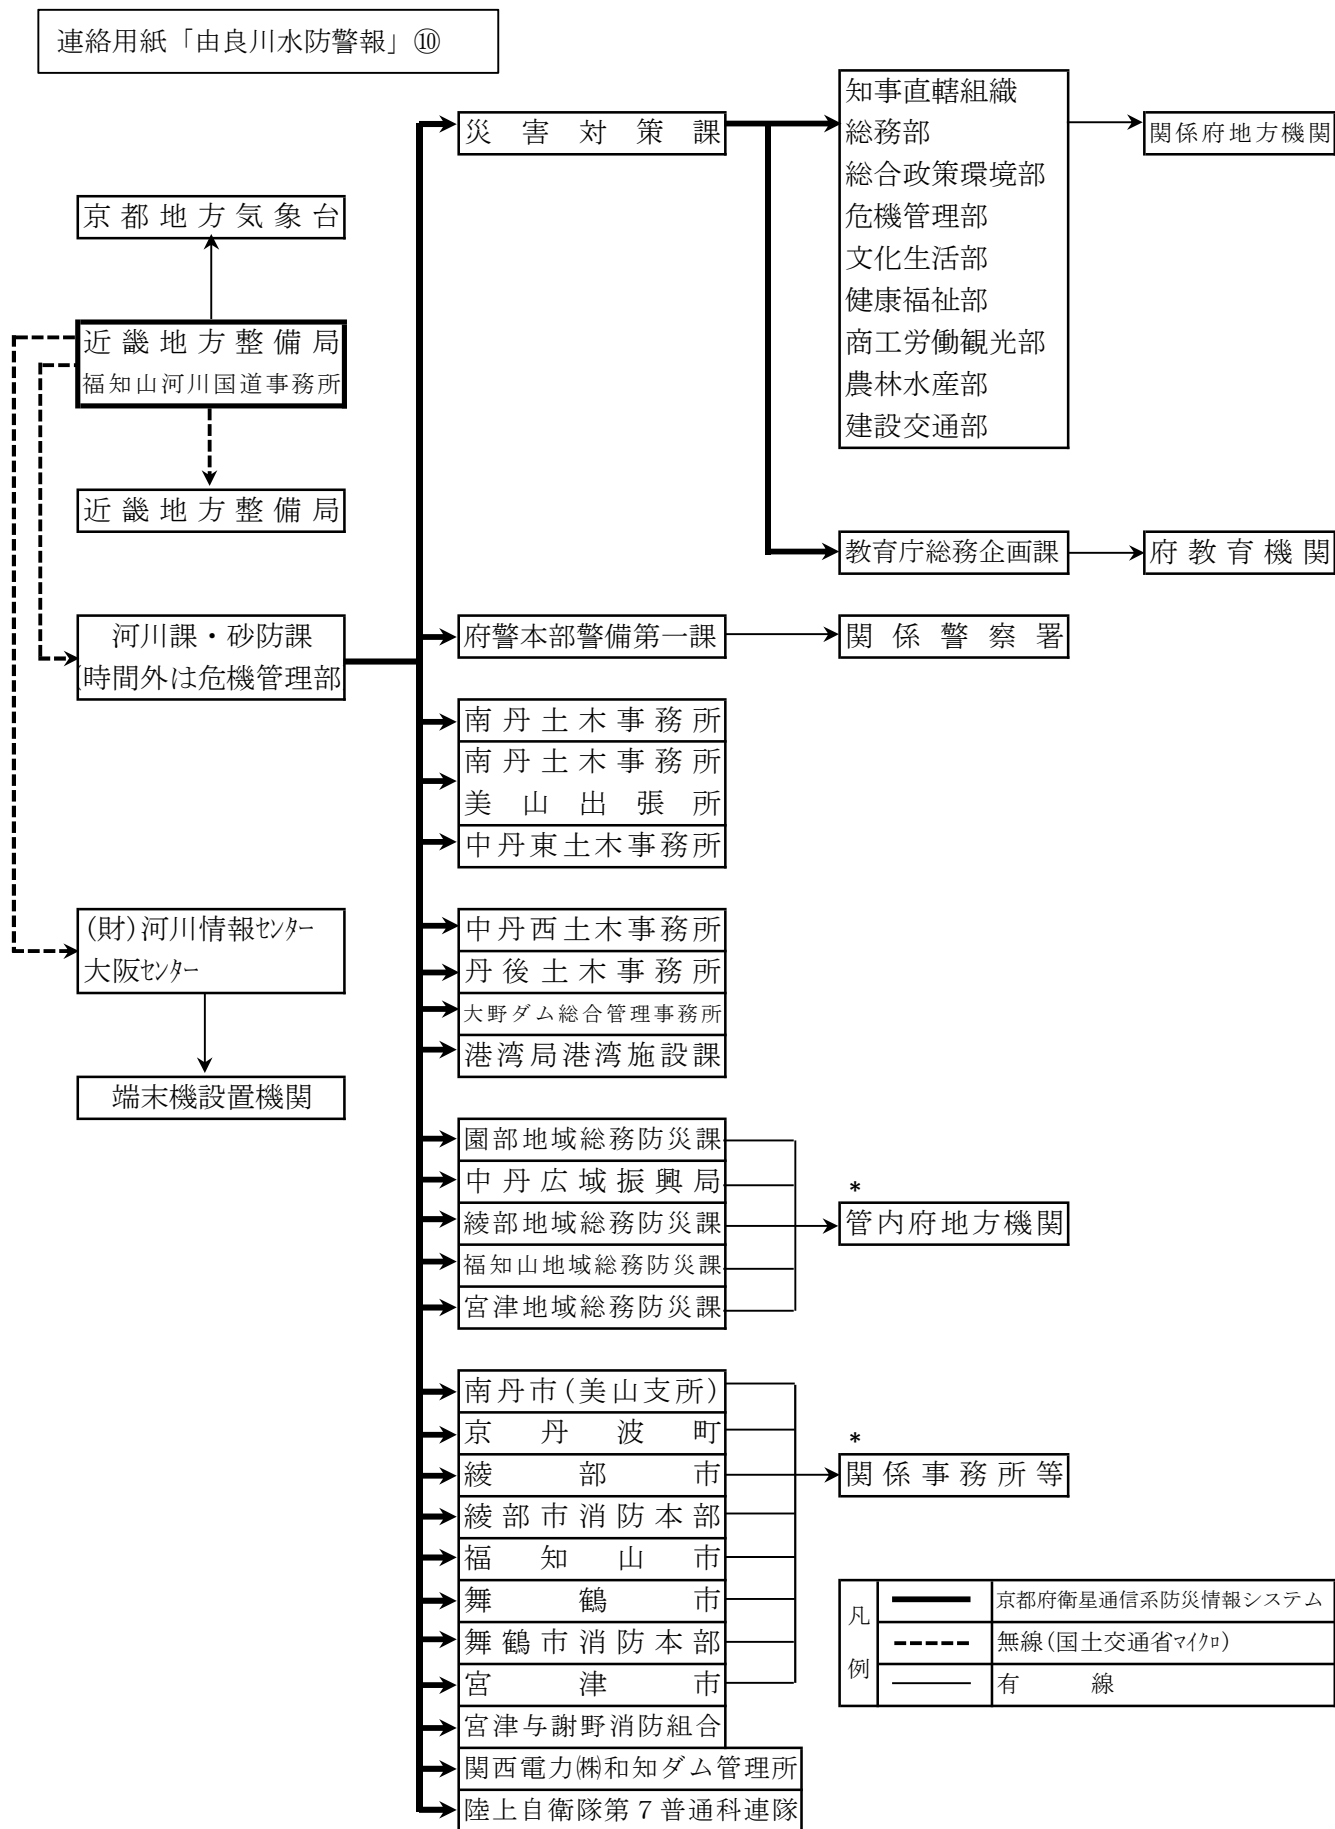 連絡用紙「由良川水防警報」⑩
災害対策課
知事直轄組織
総務部
総合政策環境部
危機管理部
文化生活部
健康福祉部
商工労働観光部
農林水産部
建設交通部
関係府地方機関
京都地方気象台
近畿地方整備局
福知山河川国道事務所
近畿地方整備局
教育庁総務企画課
府教育機関
河川課・砂防課
(時間外は危機管理部
府警本部警備第一課
関係警察署
南丹土木事務所
南丹土木事務所
美山出張所
中丹東土木事務所
(財)河川情報ｾﾝﾀｰ
大阪ｾﾝﾀｰ
端末機設置機関
中丹西土木事務所
丹後土木事務所
大野ダム総合管理事務所
港湾局港湾施設課
園部地域総務防災課
中丹広域振興局
綾部地域総務防災課
福知山地域総務防災課
宮津地域総務防災課
*
管内府地方機関
南丹市(美山支所)
京丹波町
綾部市
綾部市消防本部
福知山市
舞鶴市
舞鶴市消防本部
宮津市
宮津与謝野消防組合
関西電力㈱和知ダム管理所
陸上自衛隊第７普通科連隊
*
関係事務所等
凡例
京都府衛星通信系防災情報システム
無線(国土交通省ﾏｲｸﾛ)
有線